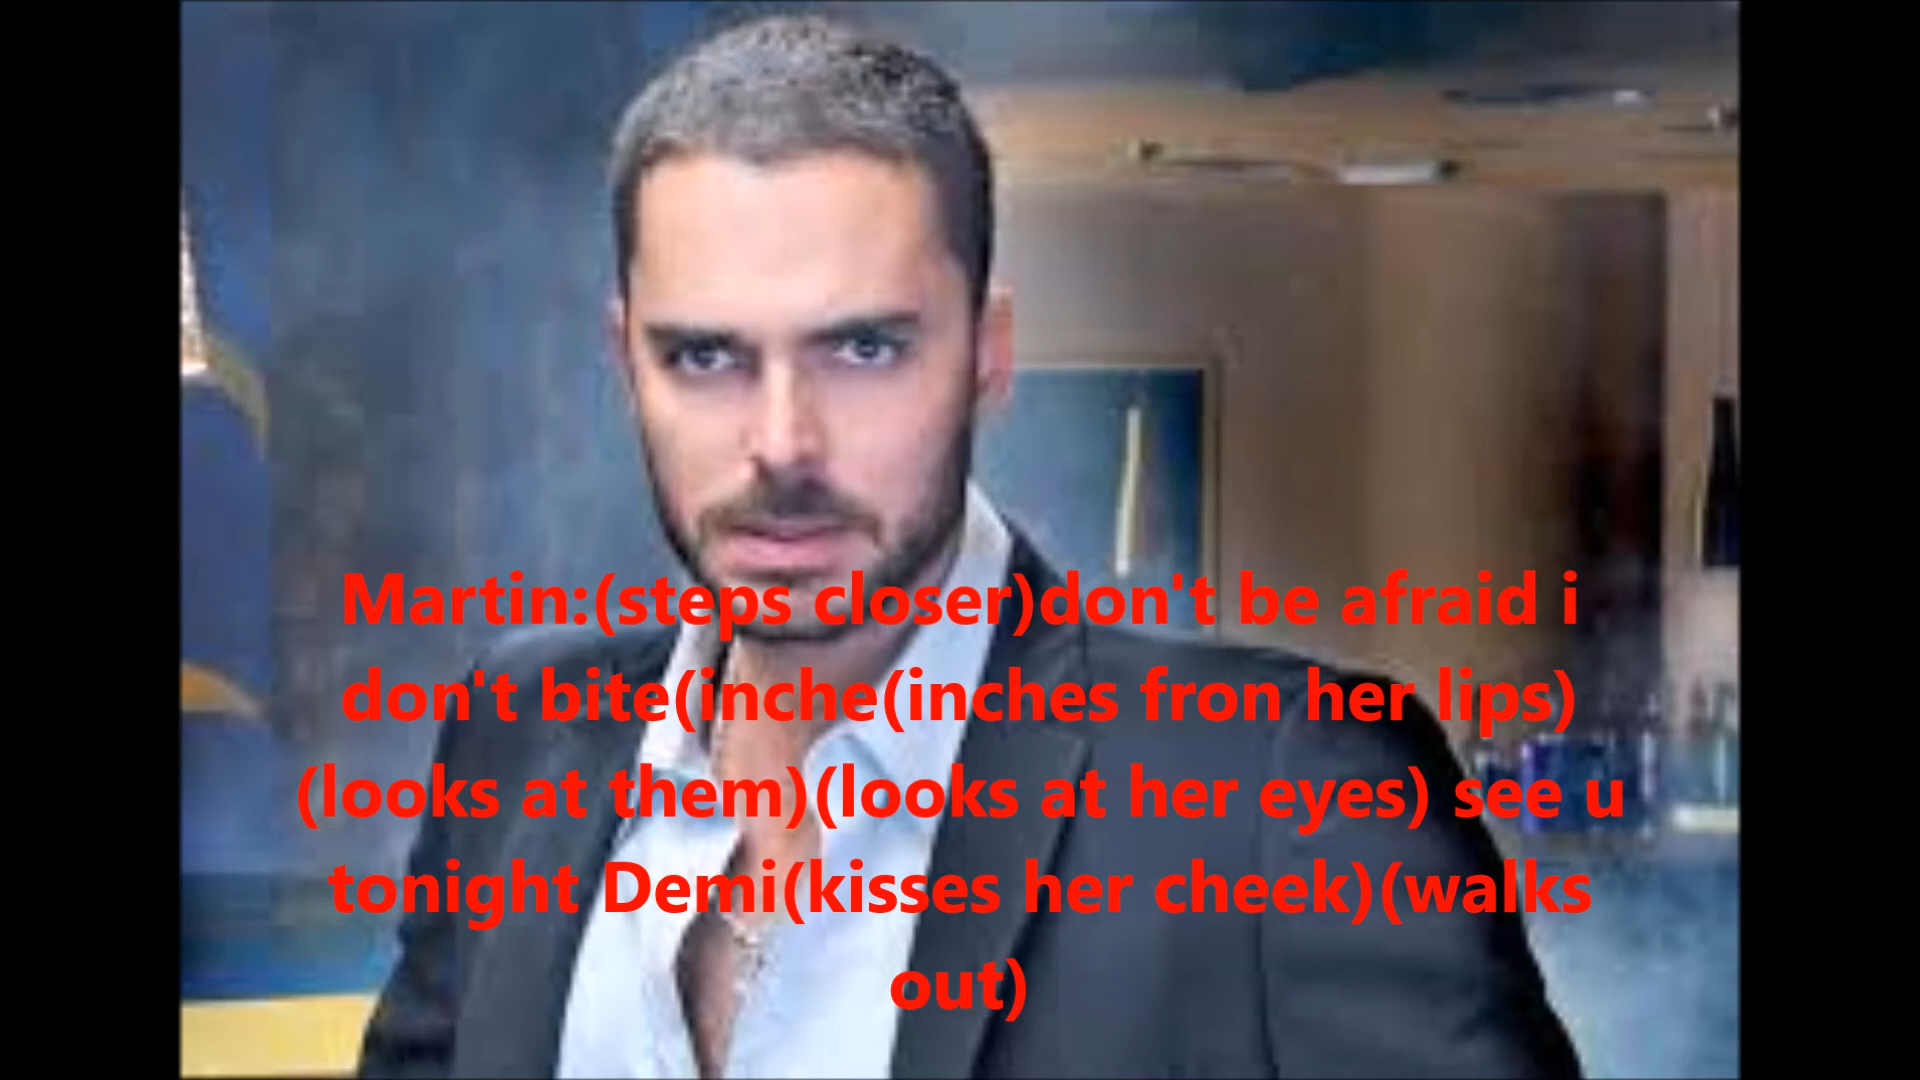 Martin:(steps closer)don't be afraid i
don't bite(inche(inches fron her lips)
(looks at them)(looks at her eyes) see u
tonight Demi(kisses her cheek)(walks
out)